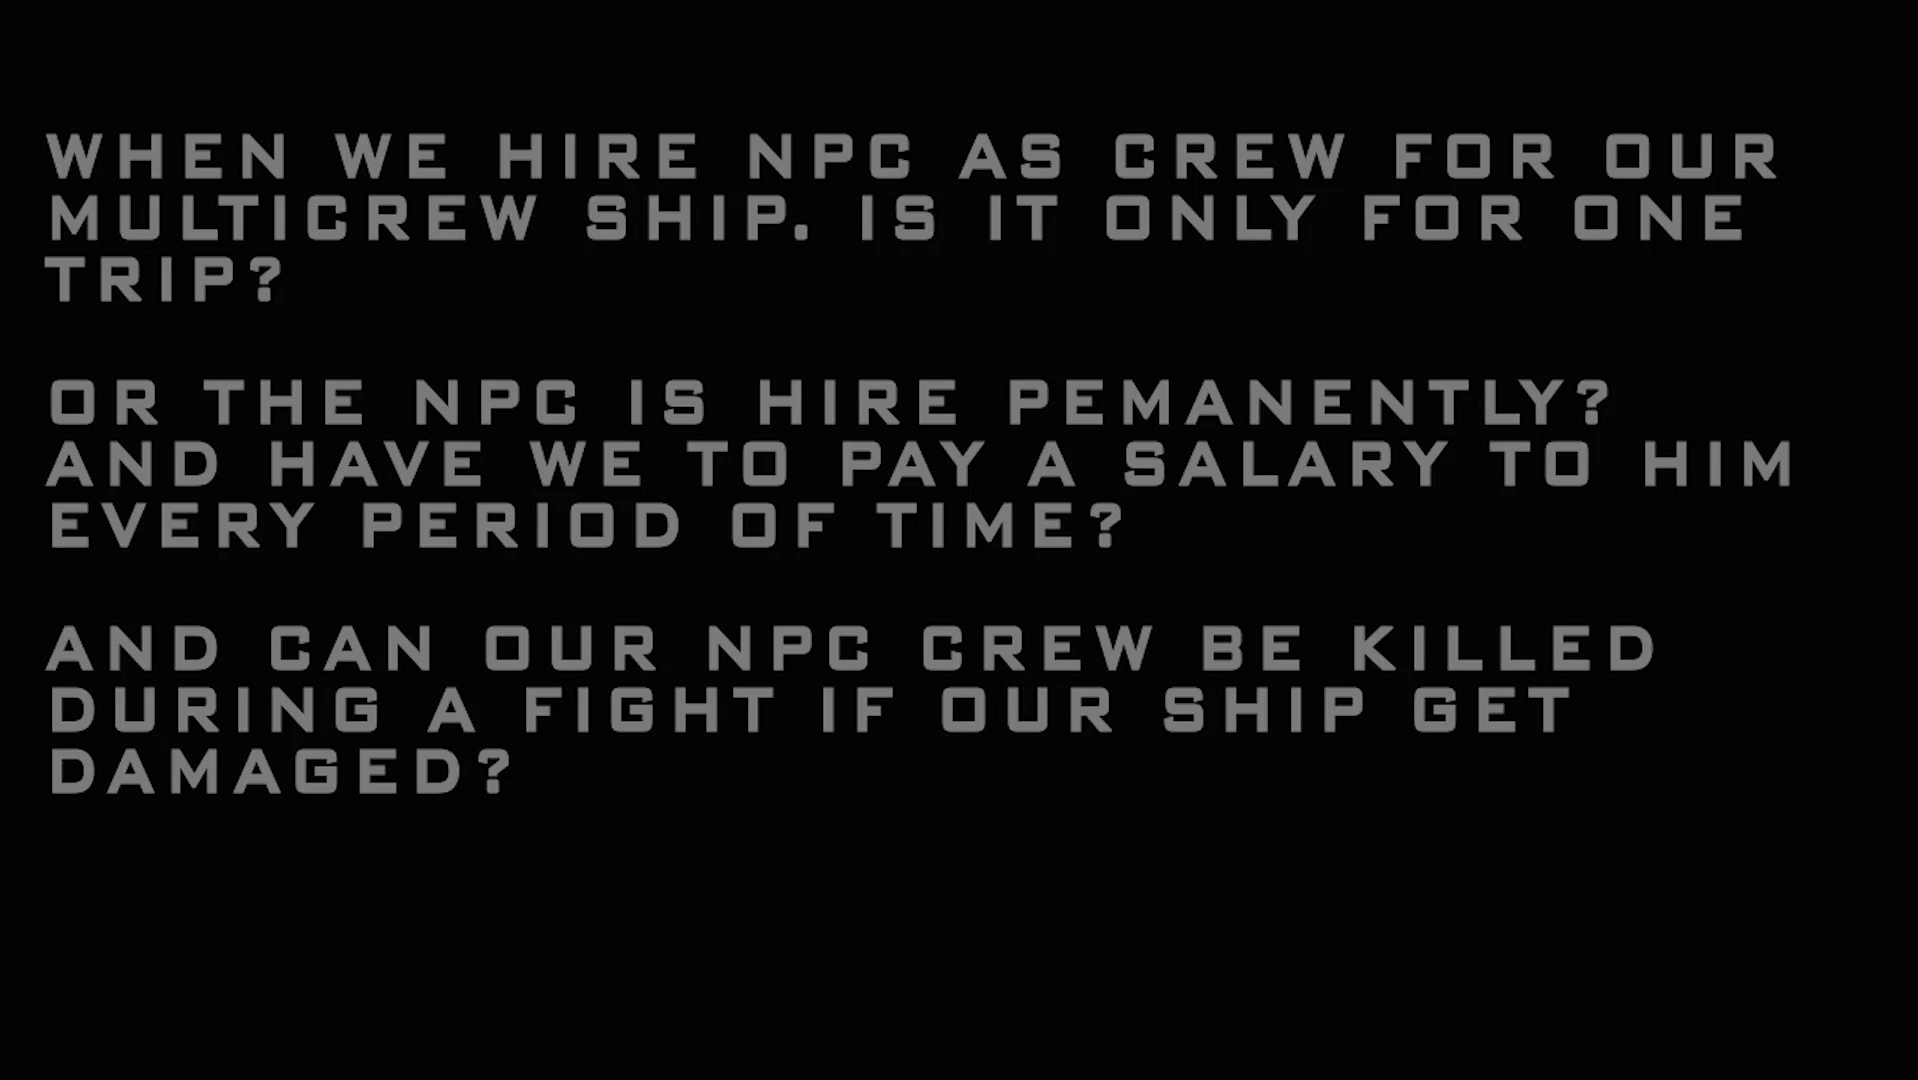 WHEN WE HIRE NPC AS CREW FOR OUR
MULTICREW SHIP. IS IT ONLY FOR ONE
TRIP?
OR THE NPC IS HIRE PEMANENTLY?
AND HAVE WE TO PAY A SALARY TO HIM
EVERY PERIOD OF TIME?
AND CAN OUR NPC CREW BE KILLED
DURING A FIGHT IF OUR SHIP GET
DAMAGED?